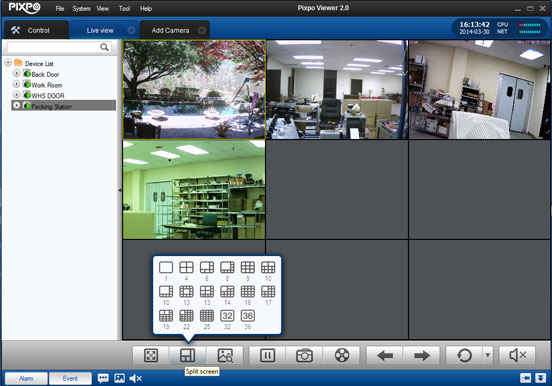 PIXPO File System View Tool Help Pixpo Viewer 2.0
Control Live view Add Camera 16:13:42 CPU
2014-03-30 NET
Device List
Back Door
Work Room
WHS DOOR
Packing Station
1 4 6 8 9 10
10 13 13 14 16 17
19 22 25 32 32 36 36
Split screen
Alarm Event